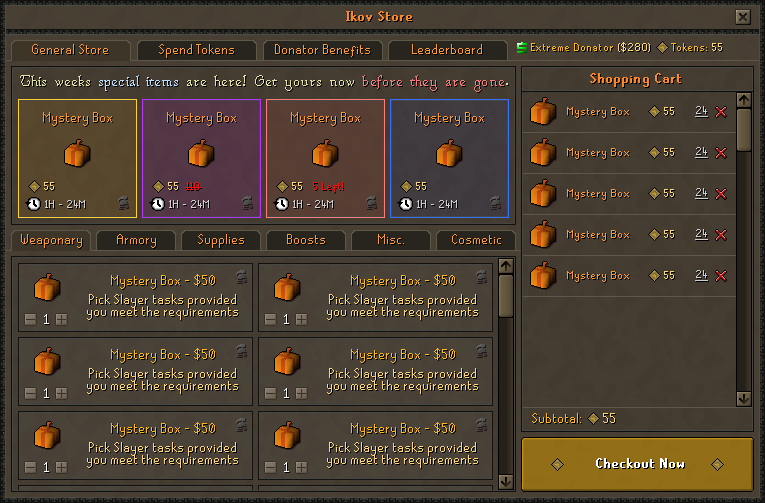 Ikov Store
General Store
Spend Tokens
Donator Benefits
Leaderboard
Extreme Donator ($280)
Tokens: 55
This weeks special items are here! Get yours now before they are gone.
Mystery Box
55
1H - 24M
Mystery Box
55
1H - 24M
Mystery Box
55 5 Left!
1H - 24M
Mystery Box
55
1H - 24M
Weaponary
Armory
Supplies
Boosts
Misc.
Cosmetic
Mystery Box - $50
Pick Slayer tasks provided
you meet the requirements
1
Mystery Box - $50
Pick Slayer tasks provided
you meet the requirements
1
Mystery Box - $50
Pick Slayer tasks provided
you meet the requirements
1
Mystery Box - $50
Pick Slayer tasks provided
you meet the requirements
1
Mystery Box - $50
Pick Slayer tasks provided
you meet the requirements
1
Mystery Box - $50
Pick Slayer tasks provided
you meet the requirements
1
Shopping Cart
Mystery Box 55 24
Mystery Box 55 24
Mystery Box 55 24
Mystery Box 55 24
Mystery Box 55 24
Subtotal: 55
Checkout Now